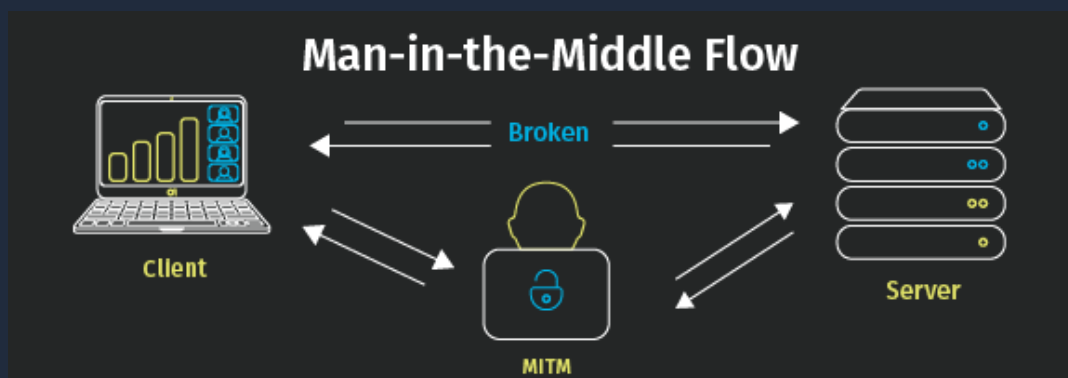 Man-in-the-Middle Flow
Broken
Client
Server
MITM